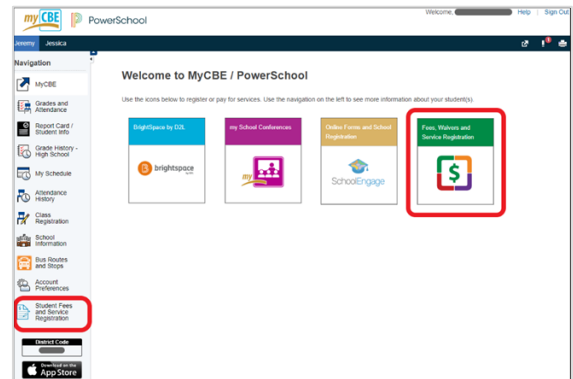 my CBE PowerSchool
Welcome, Help Sign Out
Jeremy Jessica
Navigation
MyCBE
Grades and
Attendance
Report Card /
Student Info
Grade History -
High School
My Schedule
Attendance
History
Class
Registration
School
Information
Bus Routes
and Stops
Account
Preferences
Student Fees
and Service
Registration
District Code
Download on the
App Store
Welcome to MyCBE / PowerSchool
Use the icons below to register or pay for services. Use the navigation on the left to see more information about your student(s).
BrightSpace by D2L
brightspace
my School Conferences
my
Online Forms and School
Registration
SchoolEngage
Fees, Waivers and
Service Registration
$